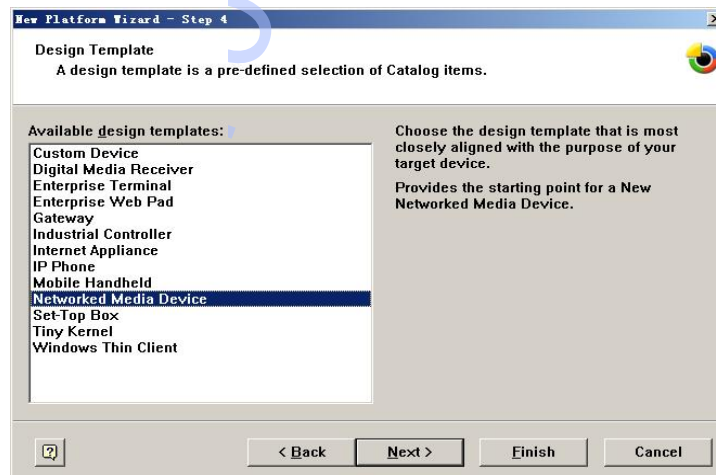 New Platform Wizard - Step 4
Design Template
A design template is a pre-defined selection of Catalog items.
Available design templates:
Custom Device
Digital Media Receiver
Enterprise Terminal
Enterprise Web Pad
Gateway
Industrial Controller
Internet Appliance
IP Phone
Mobile Handheld
Networked Media Device
Set-Top Box
Tiny Kernel
Windows Thin Client
Choose the design template that is most
closely aligned with the purpose of your
target device.
Provides the starting point for a New
Networked Media Device.
< Back
Next >
Finish
Cancel